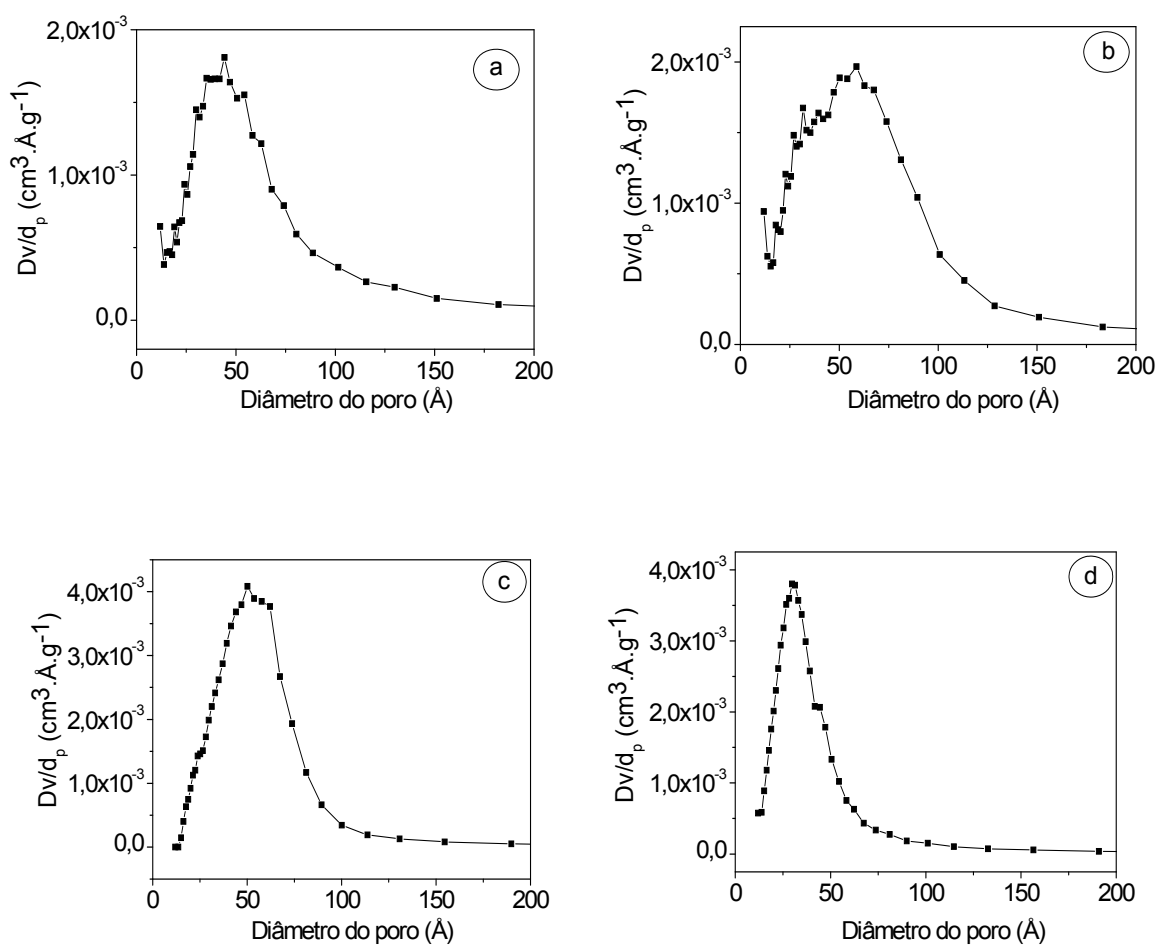 a
2,0x10⁻³
1,0x10⁻³
0,0
0 50 100 150 200
Dv/dₚ (cm³.Å.g⁻¹)
Diâmetro do poro (Å)
b
2,0x10⁻³
1,0x10⁻³
0,0
0 50 100 150 200
Dv/dₚ (cm³.Å.g⁻¹)
Diâmetro do poro (Å)
c
4,0x10⁻³
3,0x10⁻³
2,0x10⁻³
1,0x10⁻³
0,0
0 50 100 150 200
Dv/dₚ (cm³.Å.g⁻¹)
Diâmetro do poro (Å)
d
4,0x10⁻³
3,0x10⁻³
2,0x10⁻³
1,0x10⁻³
0,0
0 50 100 150 200
Dv/dₚ (cm³.Å.g⁻¹)
Diâmetro do poro (Å)